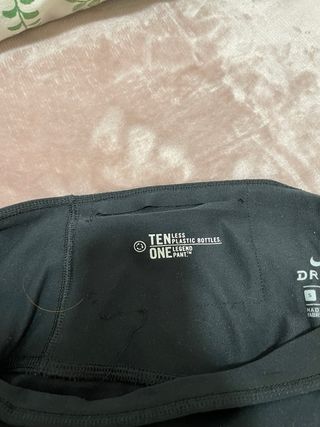 TEN LESS PLASTIC BOTTLES.
ONE LEGEND PANT.™
DR
S